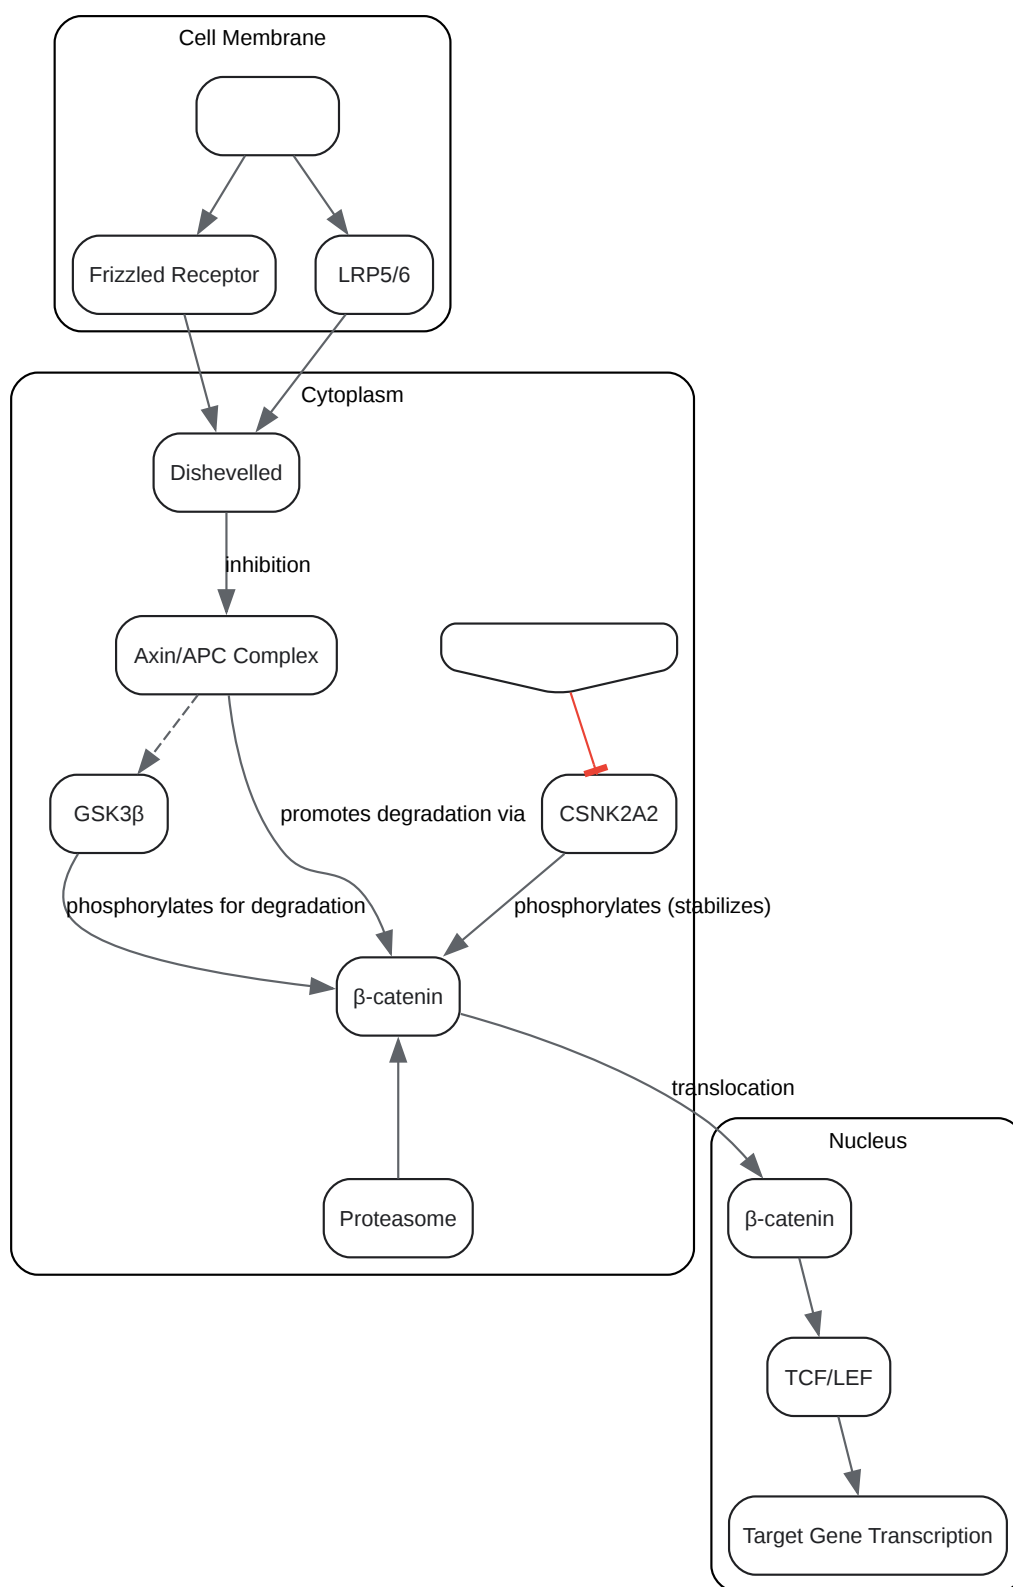 Cell Membrane
Frizzled Receptor
LRP5/6
Cytoplasm
Dishevelled
inhibition
Axin/APC Complex
GSK3β
promotes degradation via
CSNK2A2
phosphorylates for degradation
phosphorylates (stabilizes)
β-catenin
translocation
Nucleus
Proteasome
β-catenin
TCF/LEF
Target Gene Transcription